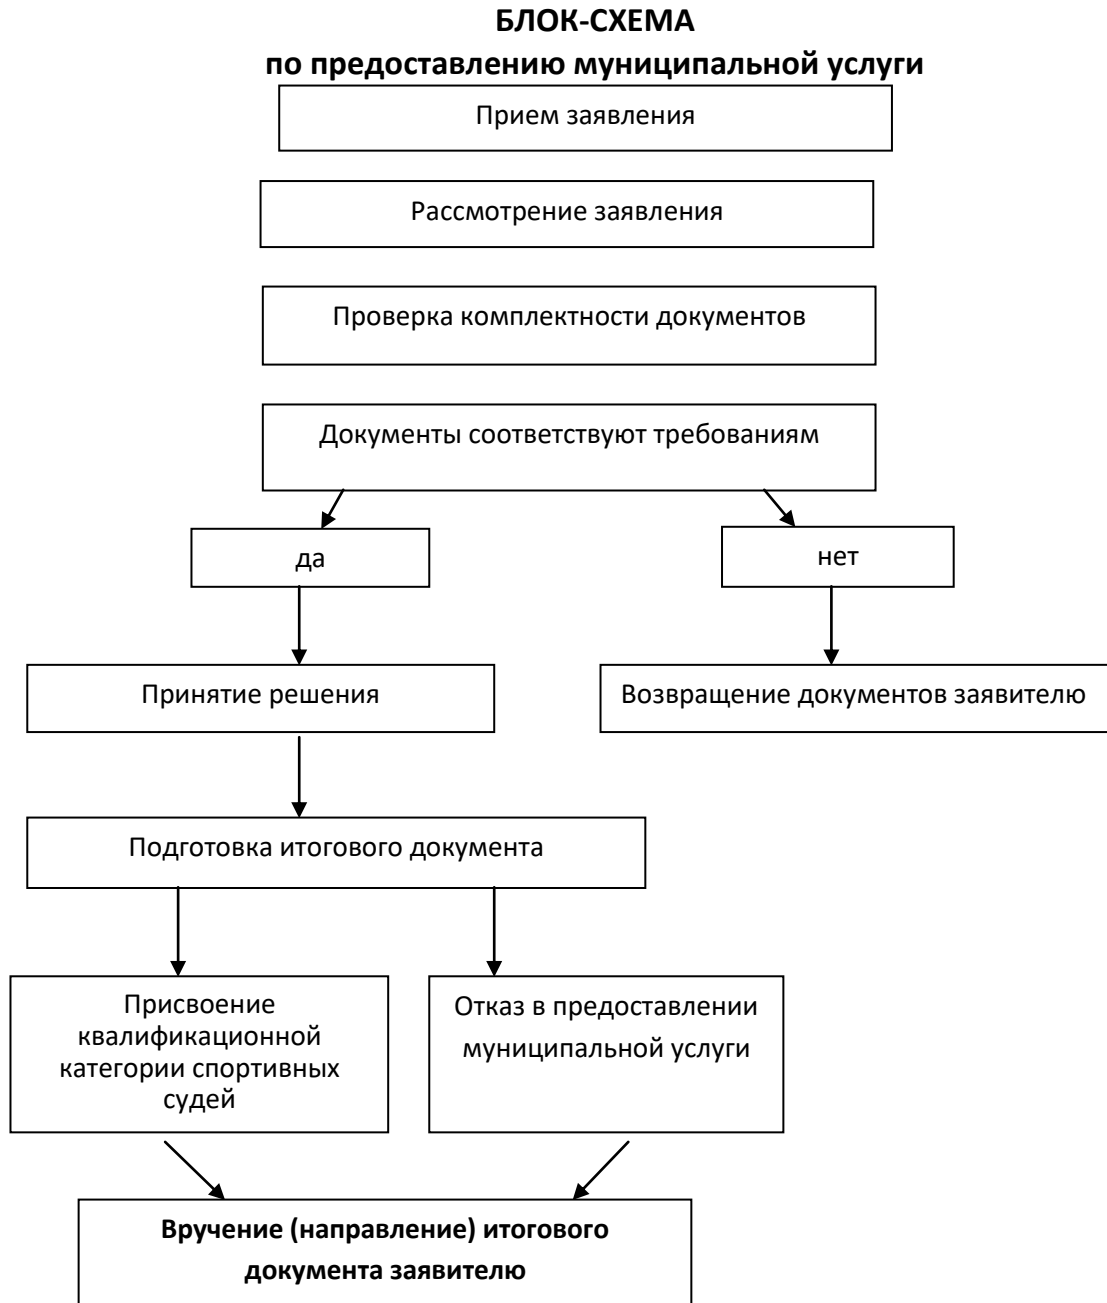 БЛОК-СХЕМА
по предоставлению муниципальной услуги
Прием заявления
Рассмотрение заявления
Проверка комплектности документов
Документы соответствуют требованиям
да
нет
Принятие решения
Возвращение документов заявителю
Подготовка итогового документа
Присвоение
квалификационной
категории спортивных
судей
Отказ в предоставлении
муниципальной услуги
Вручение (направление) итогового
документа заявителю